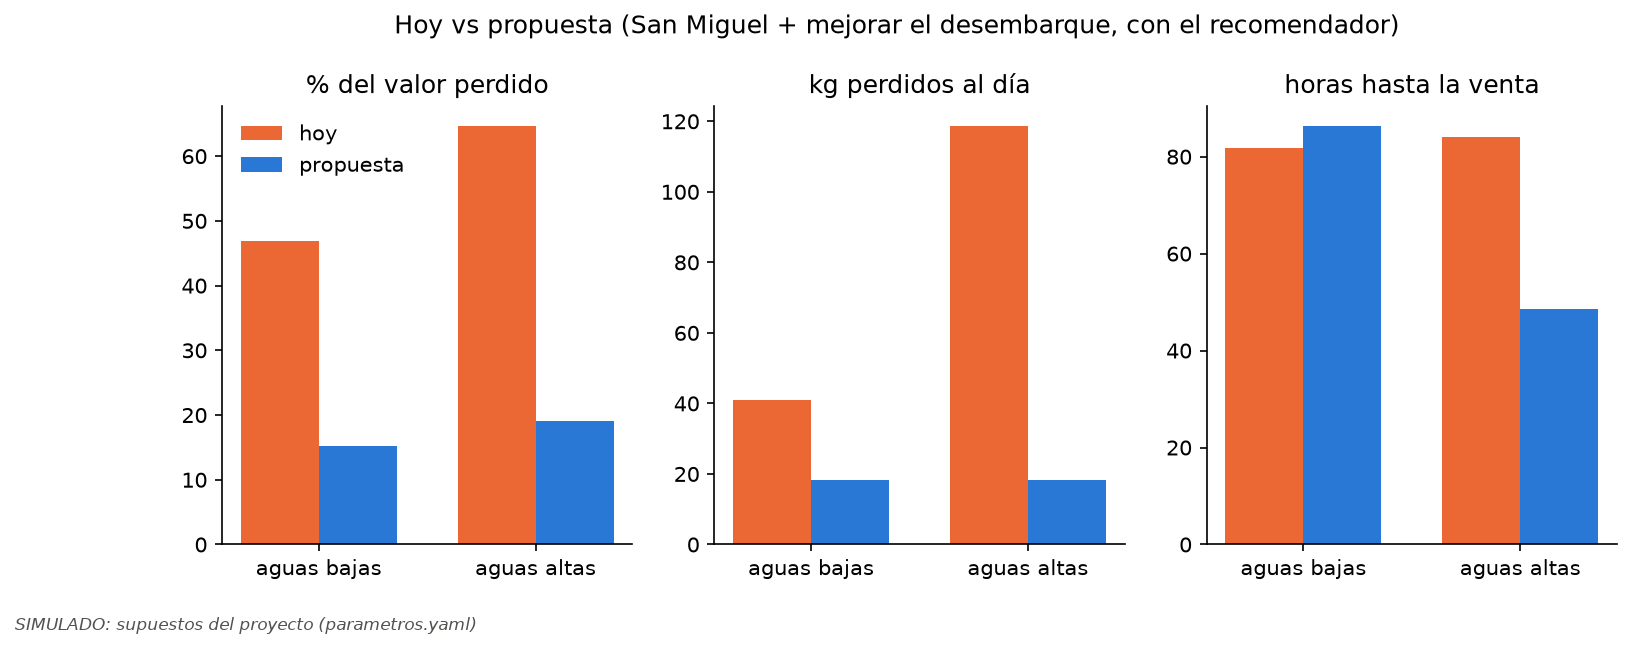 Hoy vs propuesta (San Miguel + mejorar el desembarque, con el recomendador)
% del valor perdido
hoy
propuesta
60
50
40
30
20
10
0
aguas bajas
aguas altas
kg perdidos al día
120
100
80
60
40
20
0
aguas bajas
aguas altas
horas hasta la venta
80
60
40
20
0
aguas bajas
aguas altas
SIMULADO: supuestos del proyecto (parametros.yaml)